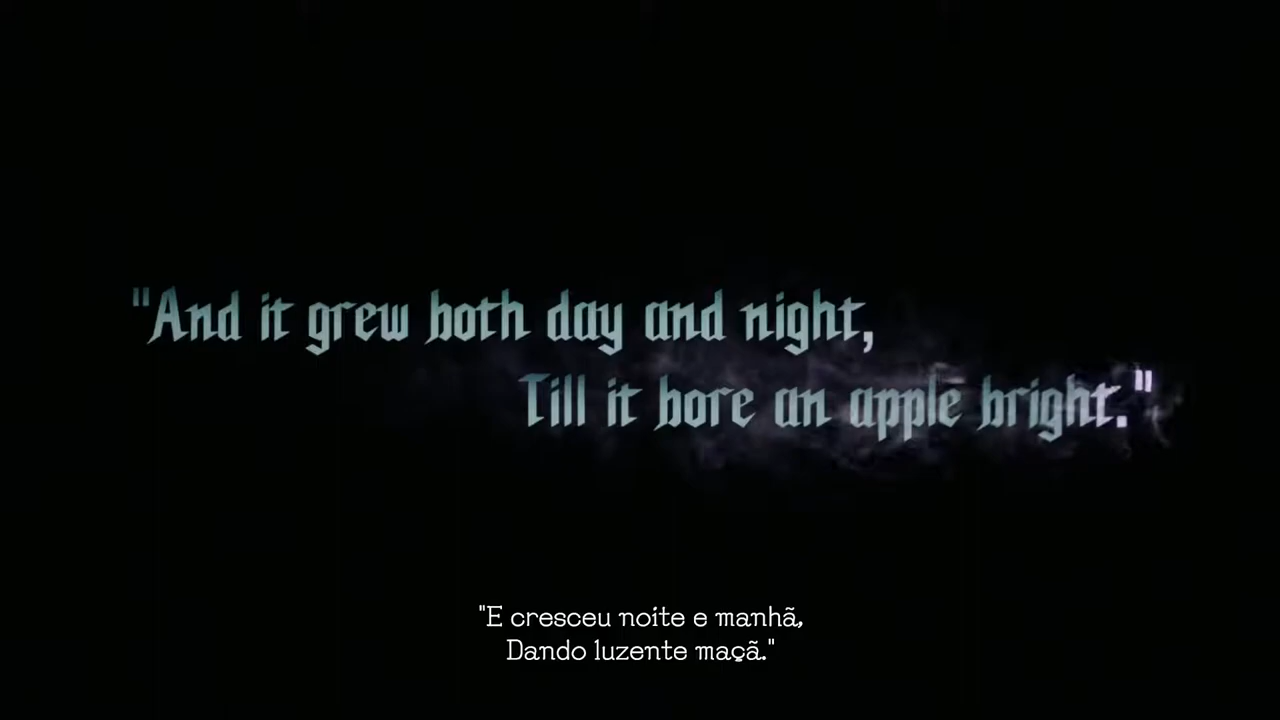 "And it grew both day and night,
Till it bore an apple bright."
"E cresceu noite e manhã,
Dando luzente maçã."